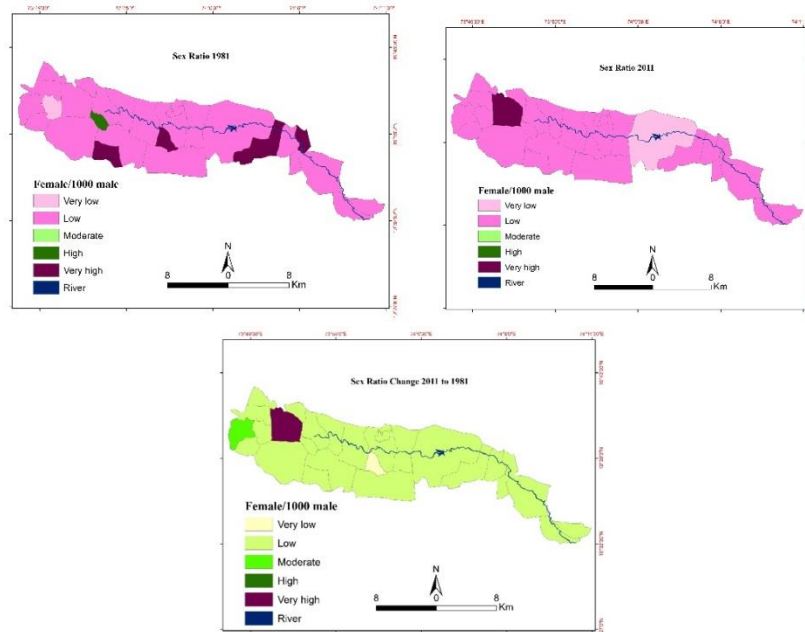 Sex Ratio 1981
Female/1000 male
Very low
Low
Moderate
High
Very high
River
N
8 0 8
Km
Sex Ratio 2011
Female/1000 male
Very low
Low
Moderate
High
Very high
River
N
8 0 8
Km
Sex Ratio Change 2011 to 1981
Female/1000 male
Very low
Low
Moderate
High
Very high
River
N
8 0 8
Km